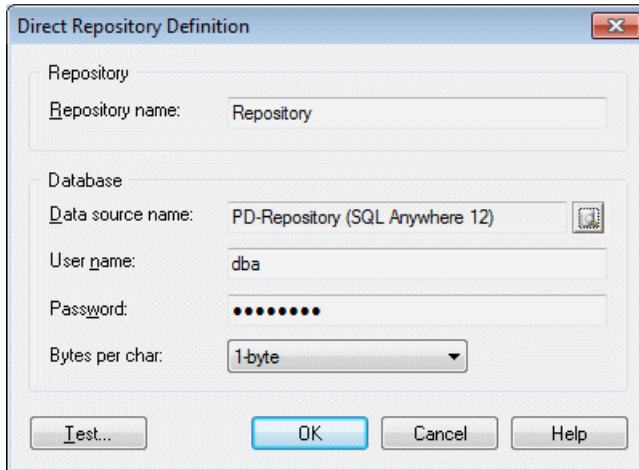 Direct Repository Definition
Repository
Repository name: Repository
Database
Data source name: PD-Repository (SQL Anywhere 12)
User name: dba
Password: ●●●●●●●●
Bytes per char: 1-byte
Test... OK Cancel Help